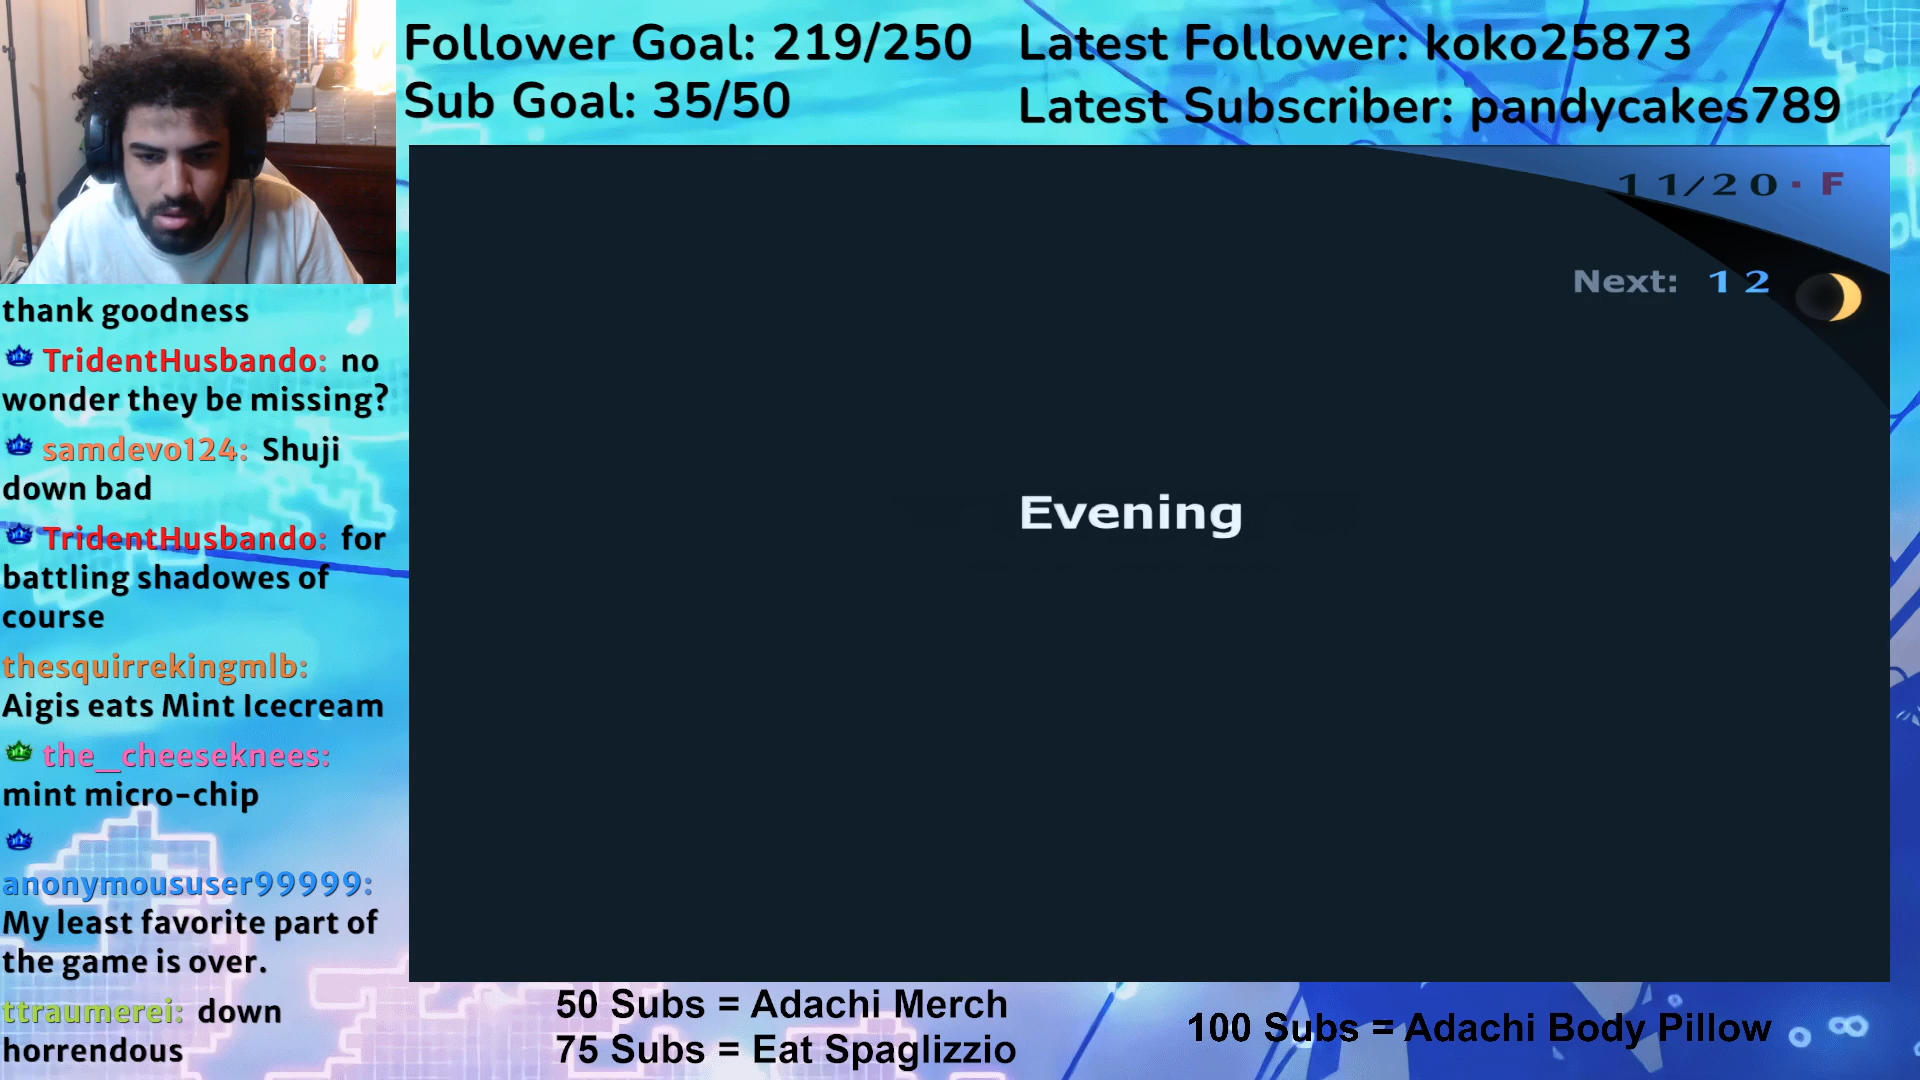 Follower Goal: 219/250
Latest Follower: koko25873
Sub Goal: 35/50
Latest Subscriber: pandycakes789
11/20・F
Next: 12
Evening
thank goodness
TridentHusbando: no
wonder they be missing?
samdevo124: Shuji
down bad
TridentHusbando: for
battling shadowes of
course
thesquirrekingmlb:
Aigis eats Mint Icecream
the_cheeseknees:
mint micro-chip
anonymoususer99999:
My least favorite part of
the game is over.
ttraumerei: down
horrendous
50 Subs = Adachi Merch
75 Subs = Eat Spaglizzio
100 Subs = Adachi Body Pillow